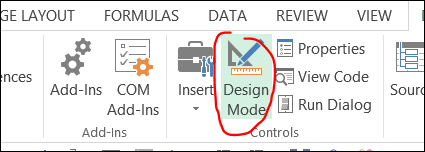 GE LAYOUT FORMULAS DATA REVIEW VIEW
ences
Add-Ins
COM
Add-Ins
Add-Ins
Insert
Design
Mode
Properties
View Code
Run Dialog
Controls
Sourc